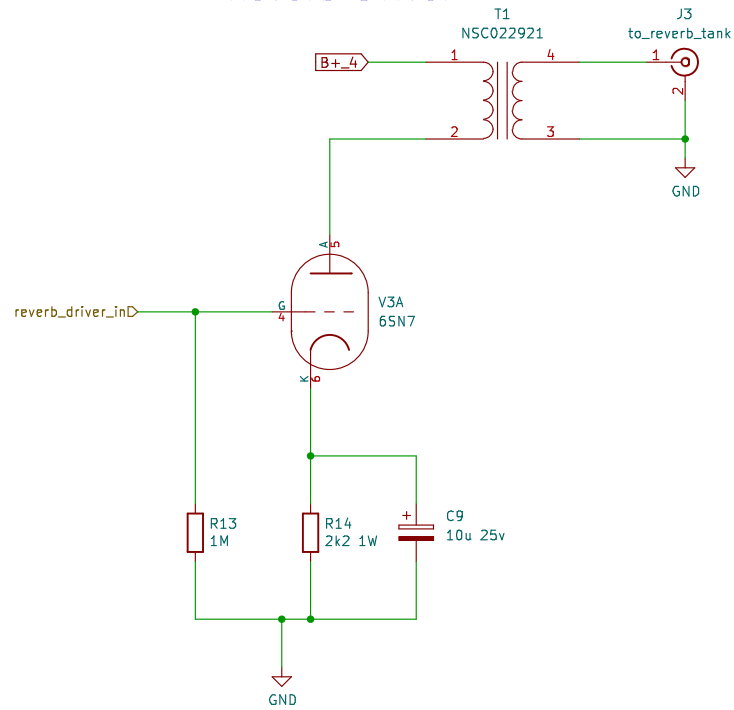 T1
NSC022921
J3
to_reverb_tank
B+_4
1
4
1
2
2
3
GND
A
5
reverb_driver_in
G
4
V3A
6SN7
K
6
R13
1M
R14
2k2 1W
+
C9
10u 25v
GND